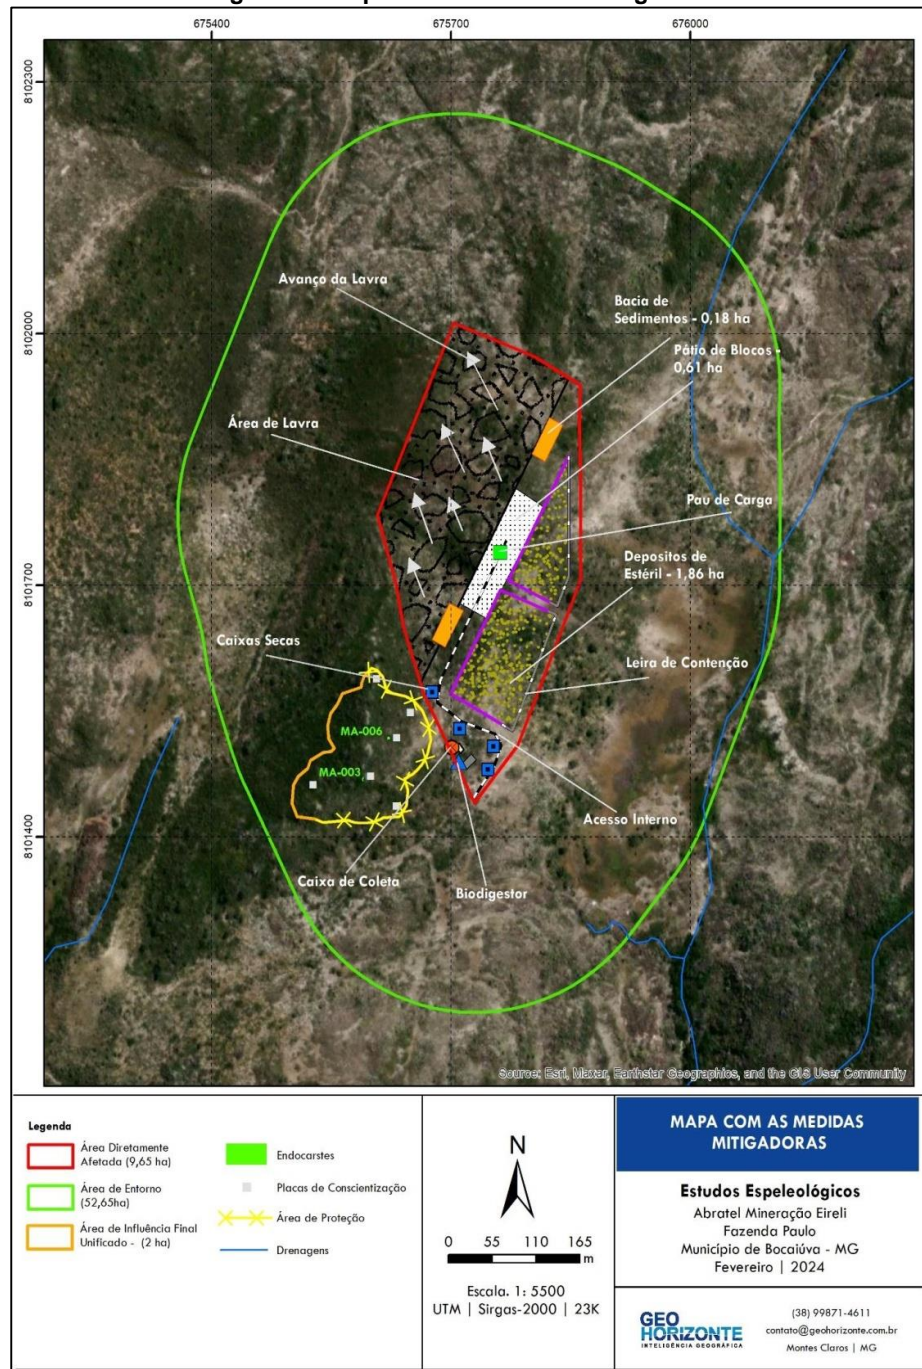 675400
675700
676000
8102300
8102000
8101700
8101400
Avanço da Lavra
Bacia de
Sedimentos - 0,18 ha
Pátio de Blocos -
0,61 ha
Área de Lavra
Pau de Carga
Depositos de
Estéril - 1,86 ha
Caixas Secas
Leira de Contenção
MA-006
MA-003
Acesso Interno
Caixa de Coleta
Biodigestor
Source: Esri, Maxar, Earthstar Geographics, and the GIS User Community
Legenda
Área Diretamente
Afetada (9,65 ha)
Área de Entorno
(52,65ha)
Área de Influência Final
Unificado - (2 ha)
Endocarstes
Placas de Conscientização
Área de Proteção
Drenagens
N
0 55 110 165
m
Escala. 1: 5500
UTM | Sirgas-2000 | 23K
MAPA COM AS MEDIDAS
MITIGADORAS
Estudos Espeleológicos
Abratel Mineração Eireli
Fazenda Paulo
Município de Bocaiúva - MG
Fevereiro | 2024
GEO
HORIZONTE
INTELIGÊNCIA GEOGRÁFICA
(38) 99871-4611
contato@geohorizonte.com.br
Montes Claros | MG